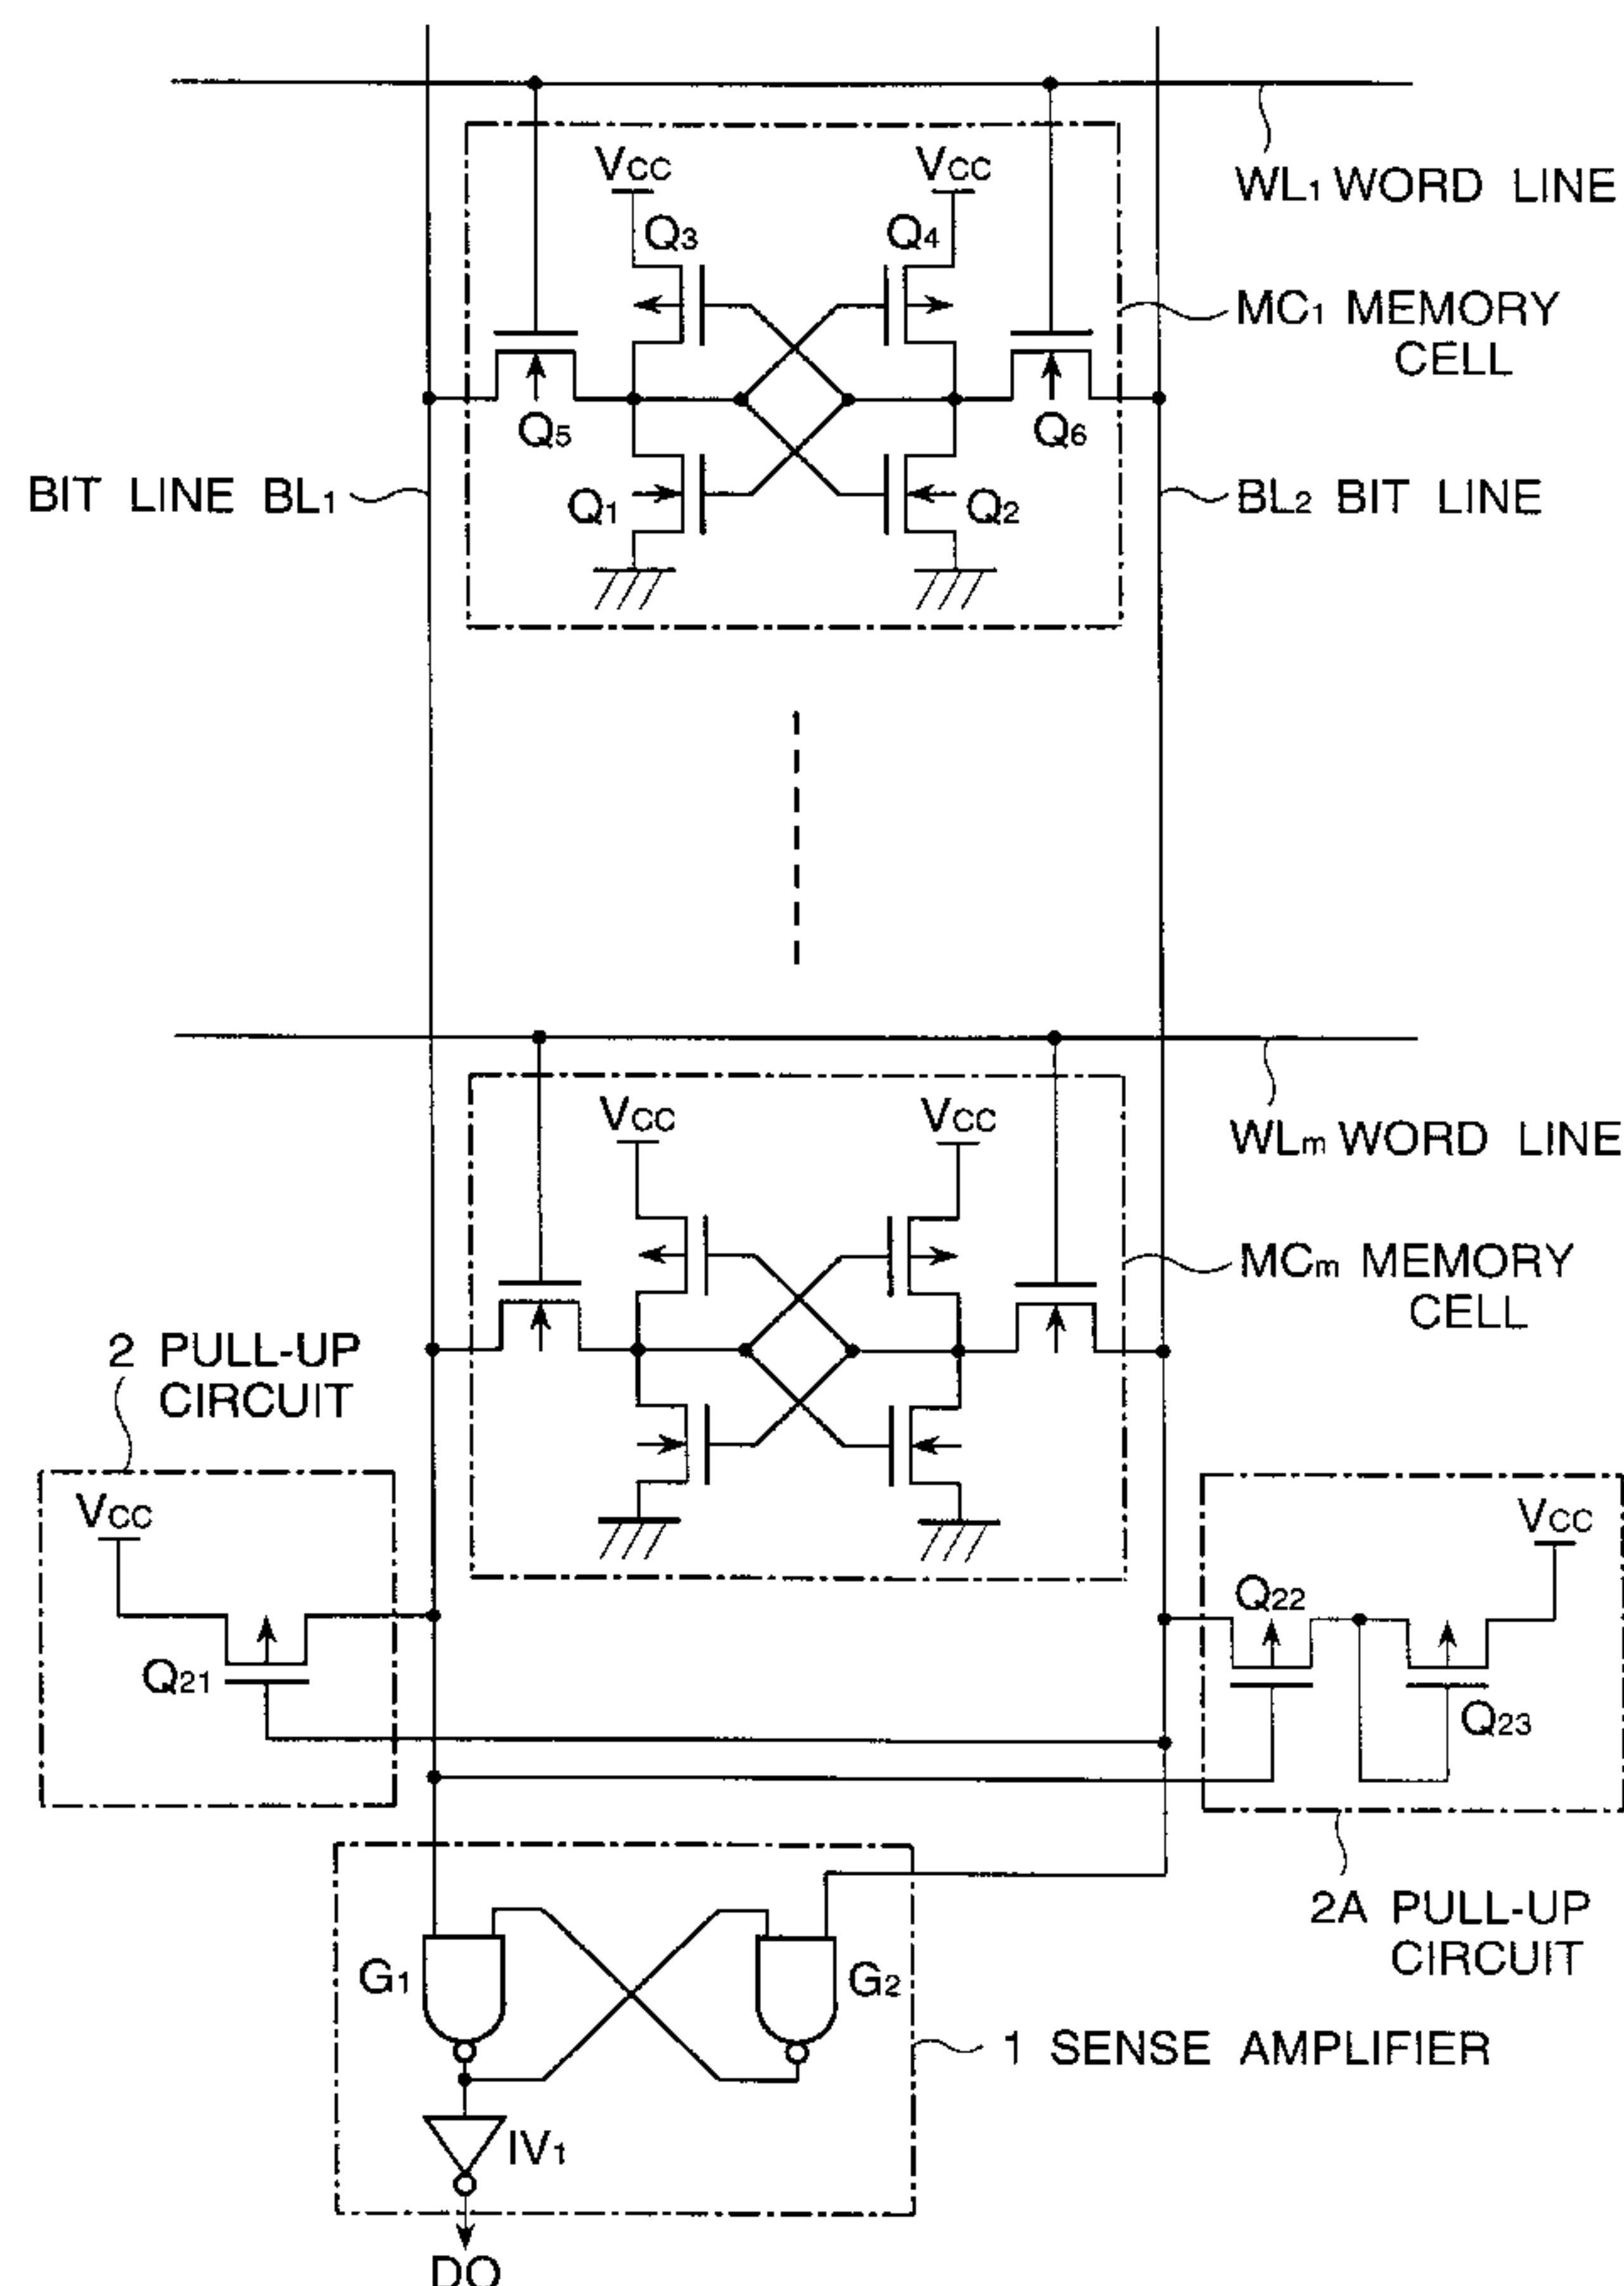 WL1 WORD LINE
VCC VCC
Q3 Q4
MC1 MEMORY
CELL
Q5 Q6
BIT LINE BL1
Q1 Q2
BL2 BIT LINE
WLm WORD LINE
VCC VCC
MCm MEMORY
CELL
2 PULL-UP
CIRCUIT
VCC
VCC
Q22
Q21
Q23
2A PULL-UP
CIRCUIT
G1 G2
1 SENSE AMPLIFIER
IV1
DO